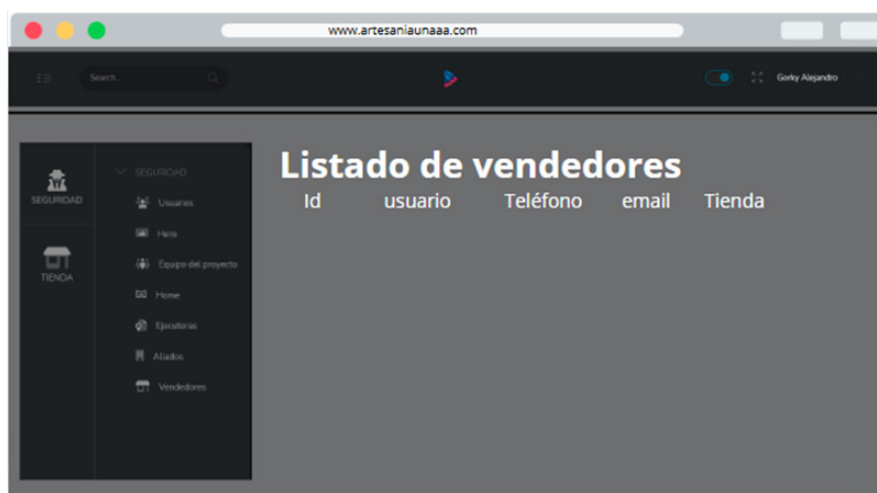 www.artesaniaunaaa.com
Search..
Gorky Alejandro
SEGURIDAD
TIENDA
SEGURIDAD
Usuarios
Hero
Equipo del proyecto
Home
Ejecutoras
Aliados
Vendedores
Listado de vendedores
Id usuario Teléfono email Tienda